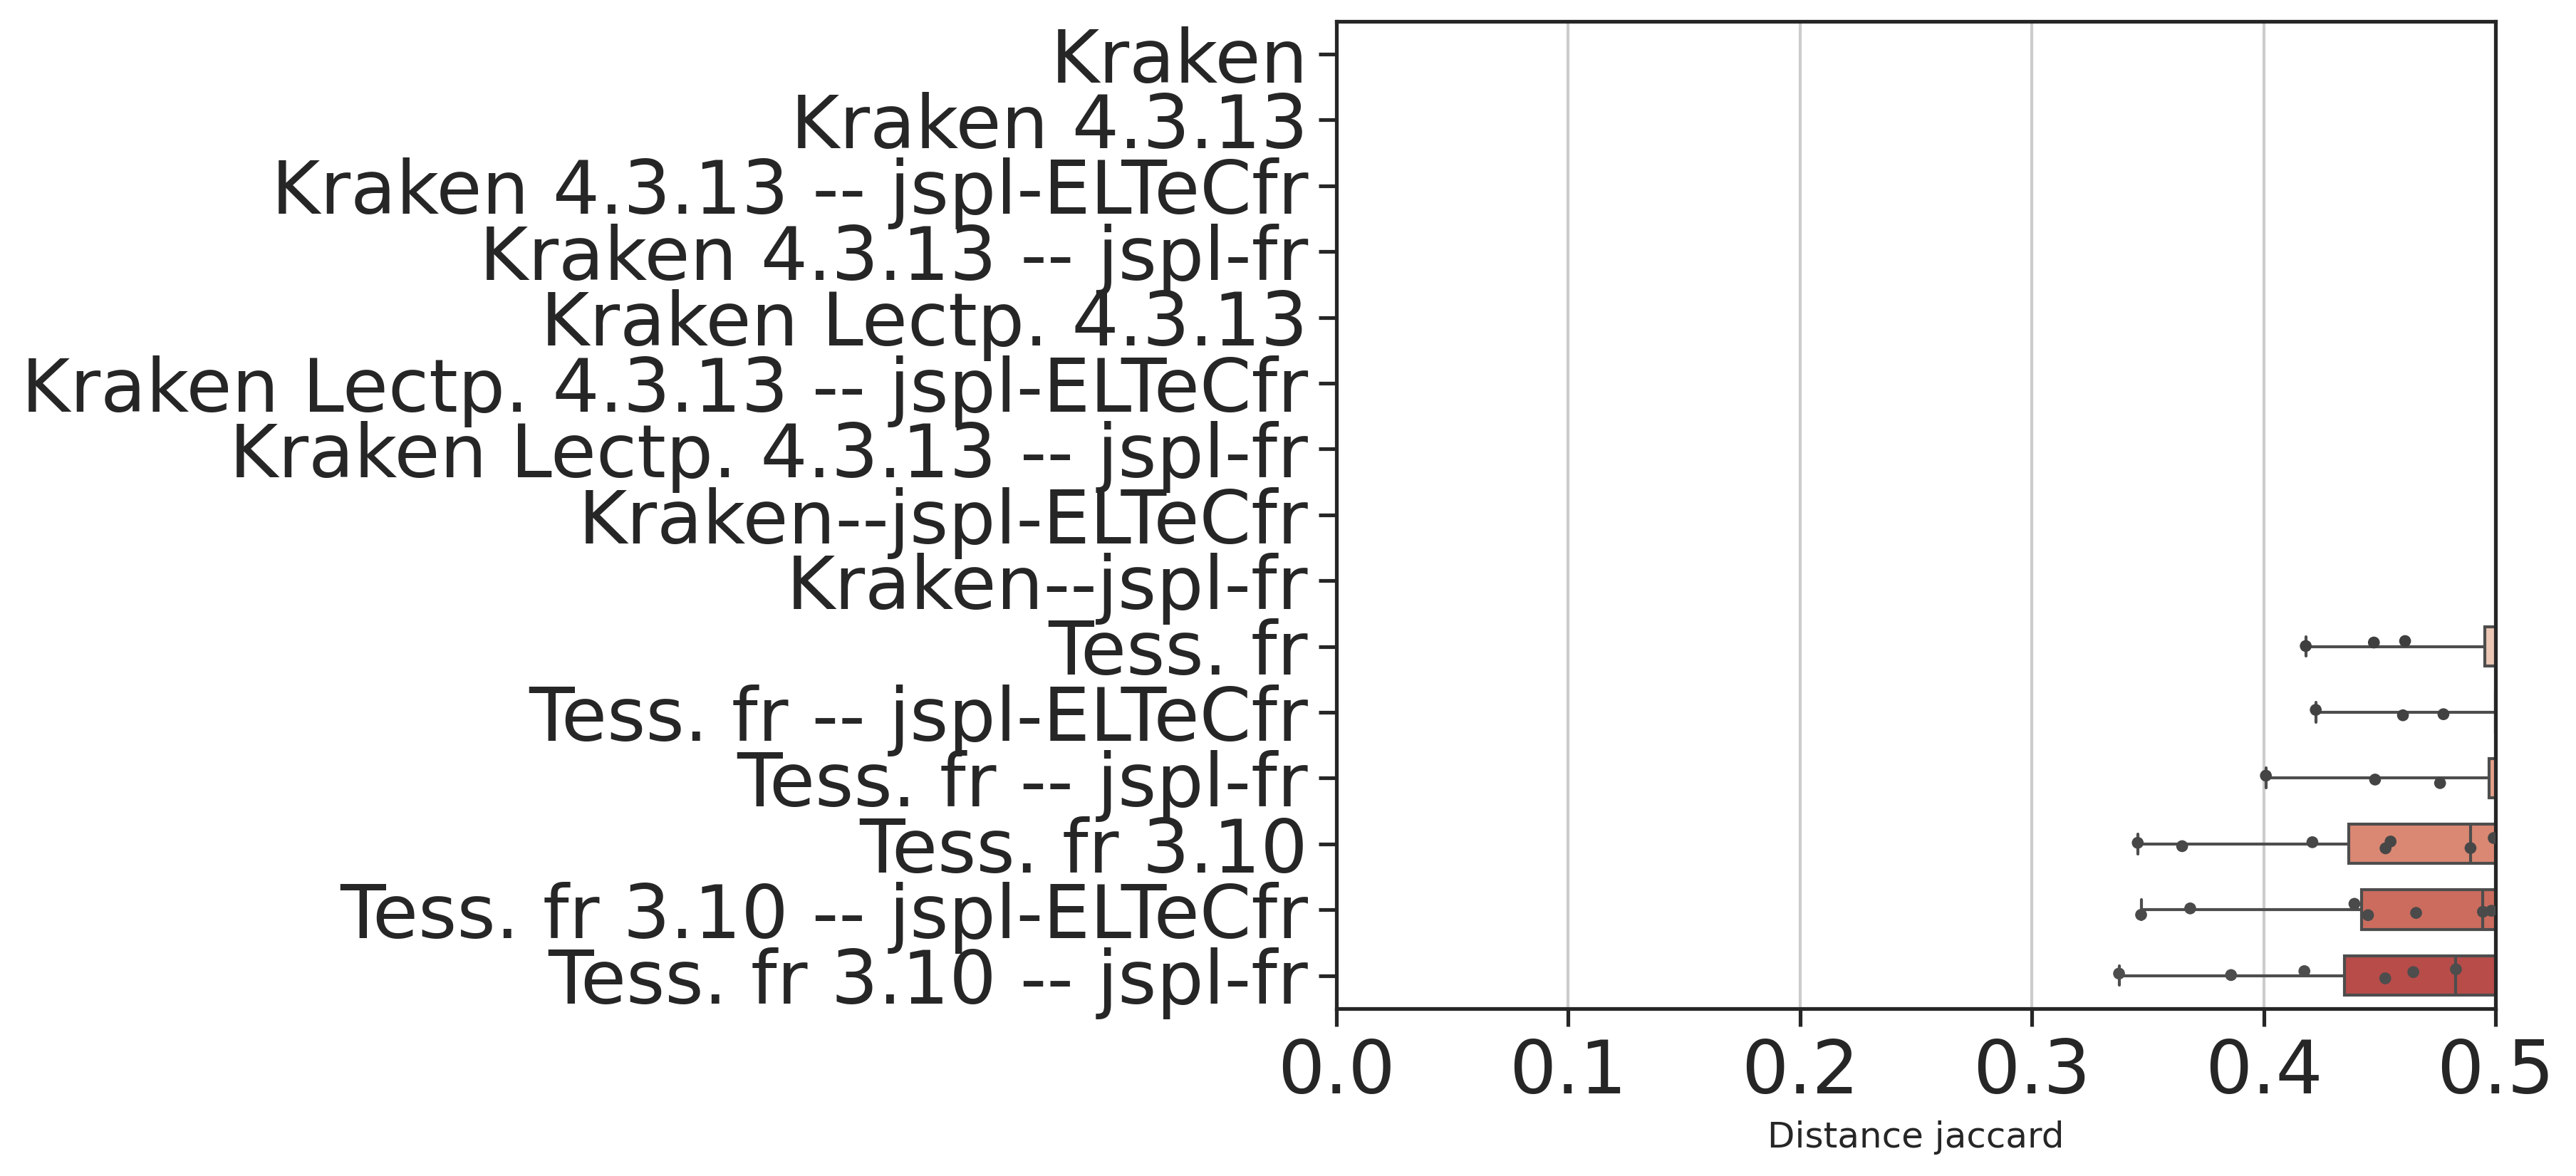 Kraken
Kraken 4.3.13
Kraken 4.3.13 -- jspl-ELTeCfr
Kraken 4.3.13 -- jspl-fr
Kraken Lectp. 4.3.13
Kraken Lectp. 4.3.13 -- jspl-ELTeCfr
Kraken Lectp. 4.3.13 -- jspl-fr
Kraken--jspl-ELTeCfr
Kraken--jspl-fr
Tess. fr
Tess. fr -- jspl-ELTeCfr
Tess. fr -- jspl-fr
Tess. fr 3.10
Tess. fr 3.10 -- jspl-ELTeCfr
Tess. fr 3.10 -- jspl-fr
0.0 0.1 0.2 0.3 0.4 0.5
Distance jaccard